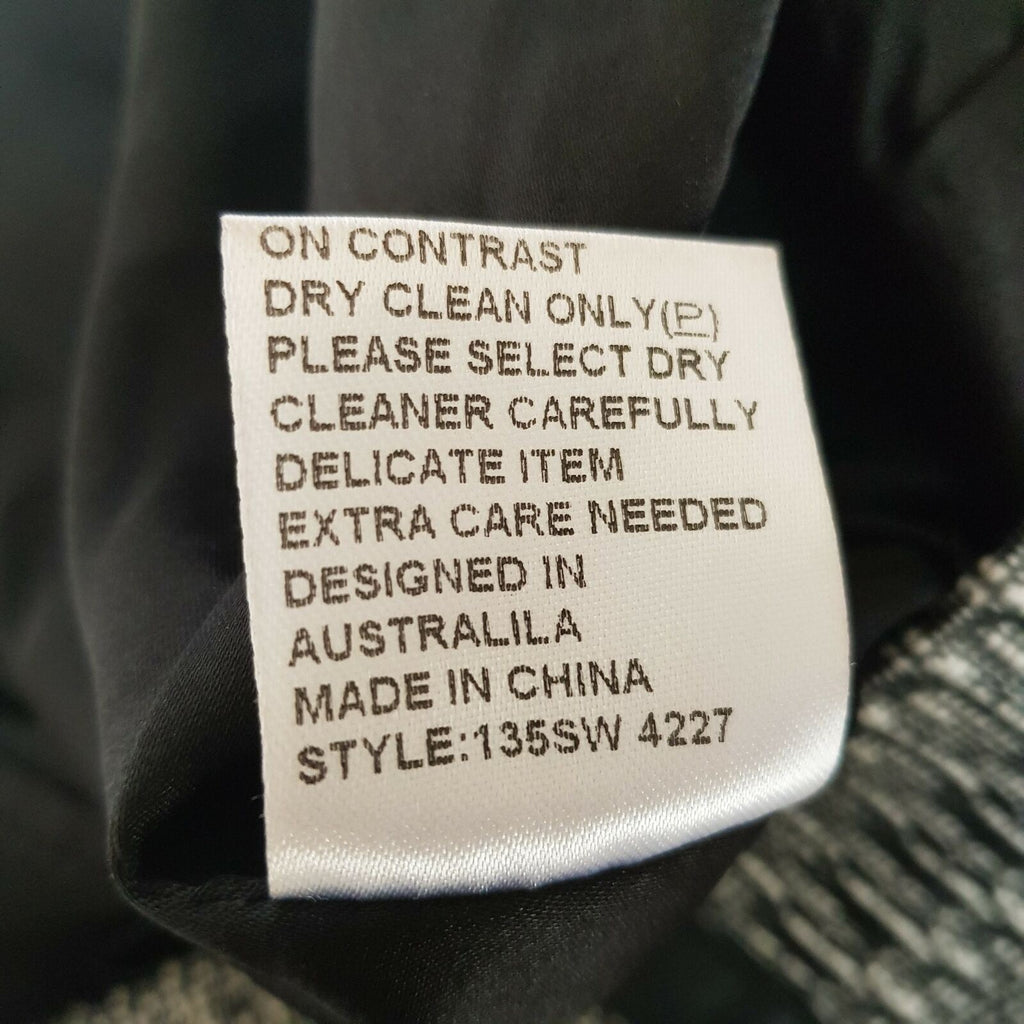 ON CONTRAST
DRY CLEAN ONLY(P)
PLEASE SELECT DRY
CLEANER CAREFULLY
DELICATE ITEM
EXTRA CARE NEEDED
DESIGNED IN
AUSTRALILA
MADE IN CHINA
STYLE:135SW 4227